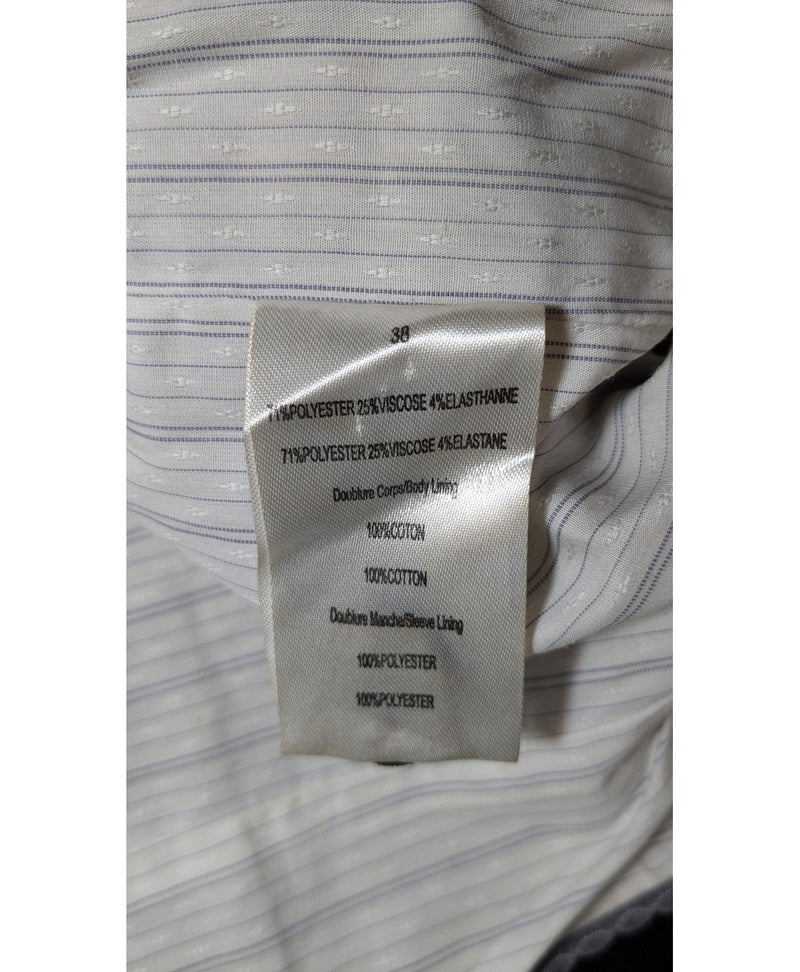 38
71%POLYESTER 25%VISCOSE 4%ELASTHANNE
71%POLYESTER 25%VISCOSE 4%ELASTANE
Doublure Corps/Body Lining
100%COTON
100%COTTON
Doublure Manche/Sleeve Lining
100%POLYESTER
100%POLYESTER